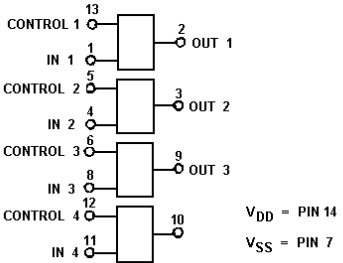 13
CONTROL 1
2
OUT 1
1
IN 1
5
CONTROL 2
3
OUT 2
4
IN 2
6
CONTROL 3
9
OUT 3
8
IN 3
12
CONTROL 4
10
11
IN 4
VDD = PIN 14
VSS = PIN 7